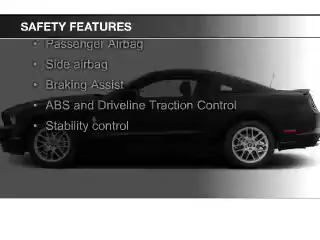 SAFETY FEATURES
• Passenger Airbag
• Side airbag
• Braking Assist
• ABS and Driveline Traction Control
• Stability control